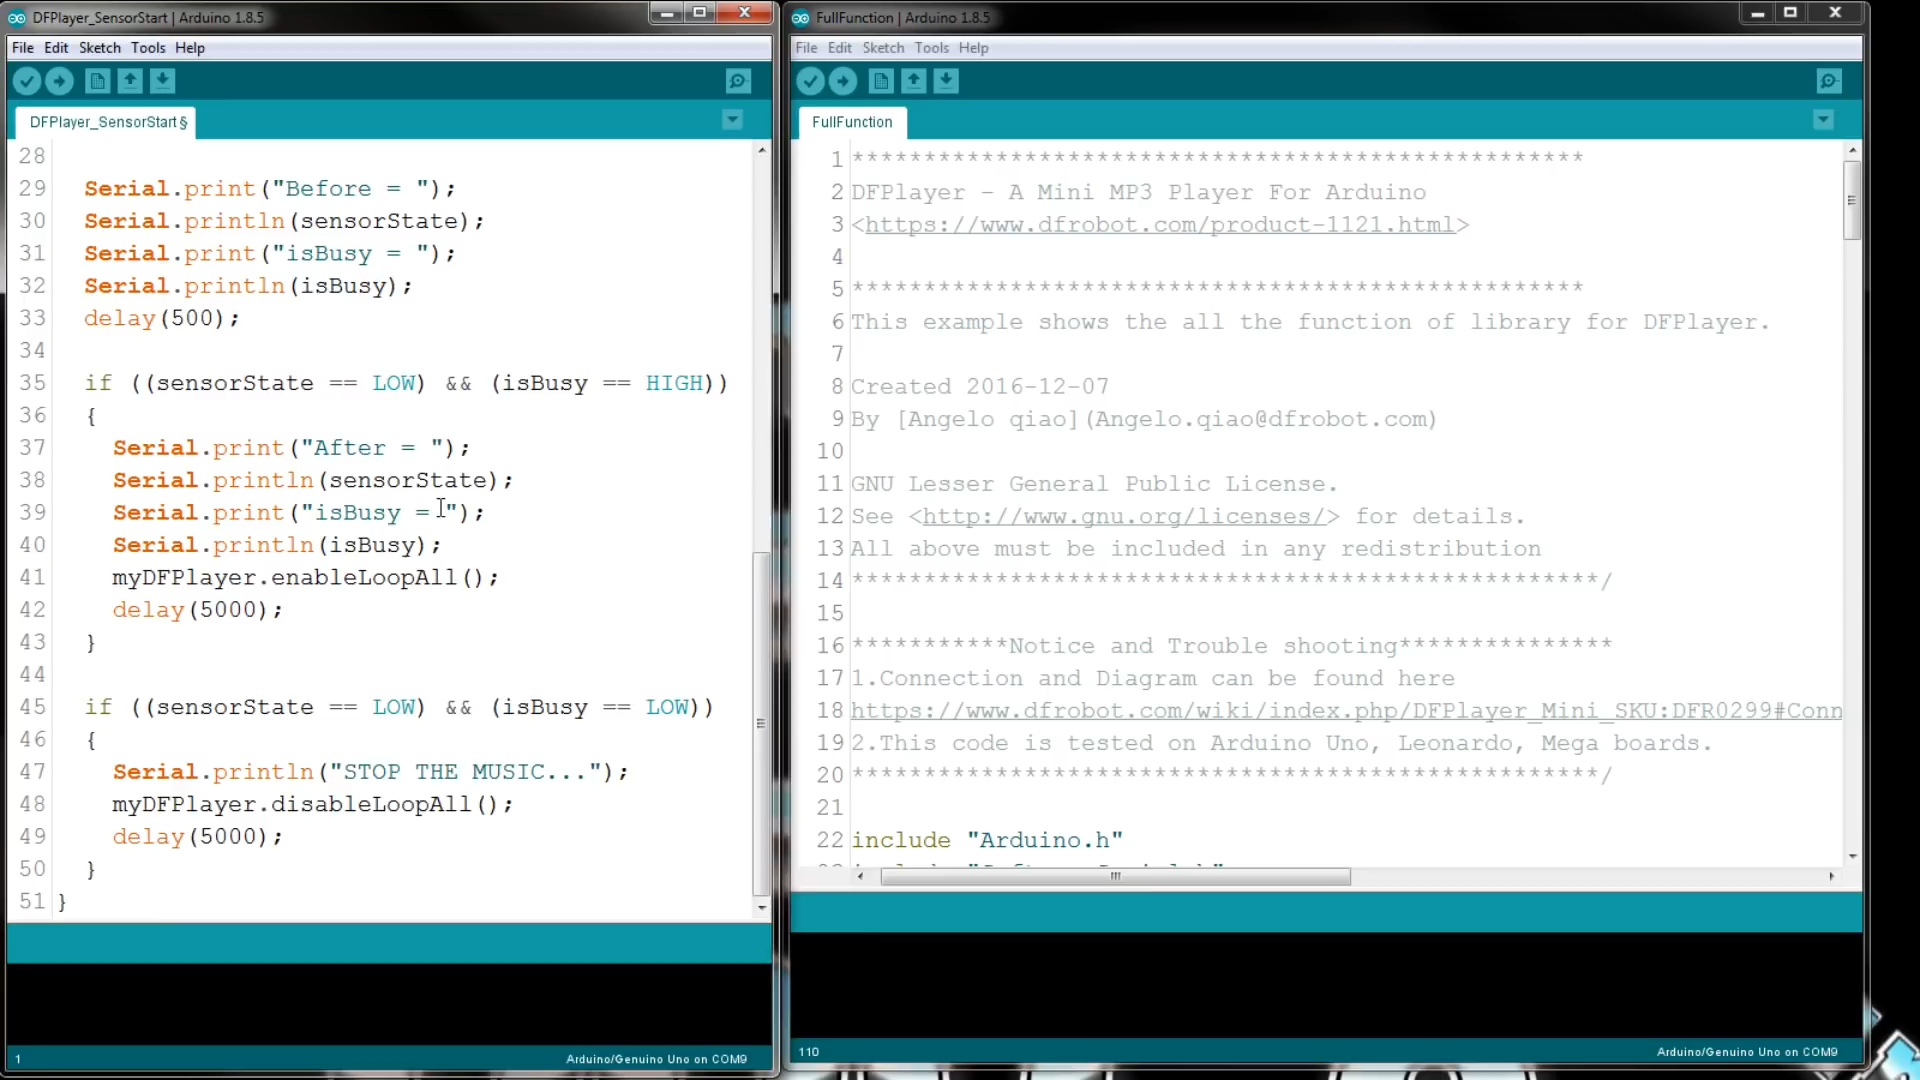 DFPlayer_SensorStart | Arduino 1.8.5
File Edit Sketch Tools Help
DFPlayer_SensorStart §
28
29 Serial.print("Before = ");
30 Serial.println(sensorState);
31 Serial.print("isBusy = ");
32 Serial.println(isBusy);
33 delay(500);
34
35 if ((sensorState == LOW) && (isBusy == HIGH))
36 {
37 Serial.print("After = ");
38 Serial.println(sensorState);
39 Serial.print("isBusy = ");
40 Serial.println(isBusy);
41 myDFPlayer.enableLoopAll();
42 delay(5000);
43 }
44
45 if ((sensorState == LOW) && (isBusy == LOW))
46 {
47 Serial.println("STOP THE MUSIC...");
48 myDFPlayer.disableLoopAll();
49 delay(5000);
50 }
51 }
1
Arduino/Genuino Uno on COM9
FullFunction | Arduino 1.8.5
File Edit Sketch Tools Help
FullFunction
1 ***************************************************
2 DFPlayer - A Mini MP3 Player For Arduino
3 <https://www.dfrobot.com/product-1121.html>
4
5 ***************************************************
6 This example shows the all the function of library for DFPlayer.
7
8 Created 2016-12-07
9 By [Angelo qiao](Angelo.qiao@dfrobot.com)
10
11 GNU Lesser General Public License.
12 See <http://www.gnu.org/licenses/> for details.
13 All above must be included in any redistribution
14 ****************************************************/
15
16 ***********Notice and Trouble shooting***************
17 1.Connection and Diagram can be found here
18 https://www.dfrobot.com/wiki/index.php/DFPlayer_Mini_SKU:DFR0299#Conn
19 2.This code is tested on Arduino Uno, Leonardo, Mega boards.
20 ****************************************************/
21
22 include "Arduino.h"
110
Arduino/Genuino Uno on COM9